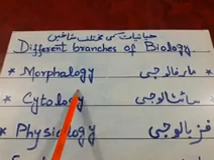 حیاتیات کی مختلف شاخیں
Different branches of Biology
* Morphology مارفالوجی
* Cytology سائٹالوجی
* Physiology فزیالوجی